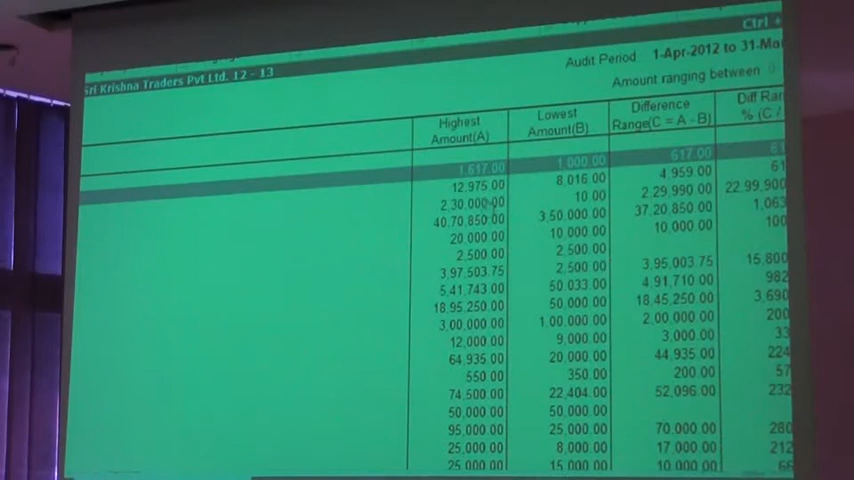 Ctrl +
Sri Krishna Traders Pvt Ltd. 12 - 13
Audit Period 1-Apr-2012 to 31-Ma
Amount ranging between 0
Highest Amount(A) Lowest Amount(B) Difference Range(C = A - B) Diff Ran % (C /
1,617.00 1,000.00 617.00 61
12,975.00 8,016.00 4,959.00 61
2,30,000.00 10.00 2,29,990.00 22,99,900
40,70,850.00 3,50,000.00 37,20,850.00 1,063
20,000.00 10,000.00 10,000.00 100
2,500.00 2,500.00
3,97,503.75 2,500.00 3,95,003.75 15,800
5,41,743.00 50,033.00 4,91,710.00 982
18,95,250.00 50,000.00 18,45,250.00 3,690
3,00,000.00 1,00,000.00 2,00,000.00 200
12,000.00 9,000.00 3,000.00 33
64,935.00 20,000.00 44,935.00 224
550.00 350.00 200.00 57
74,500.00 22,404.00 52,096.00 232
50,000.00 50,000.00
95,000.00 25,000.00 70,000.00 280
25,000.00 8,000.00 17,000.00 212
25,000.00 15,000.00 10,000.00 66